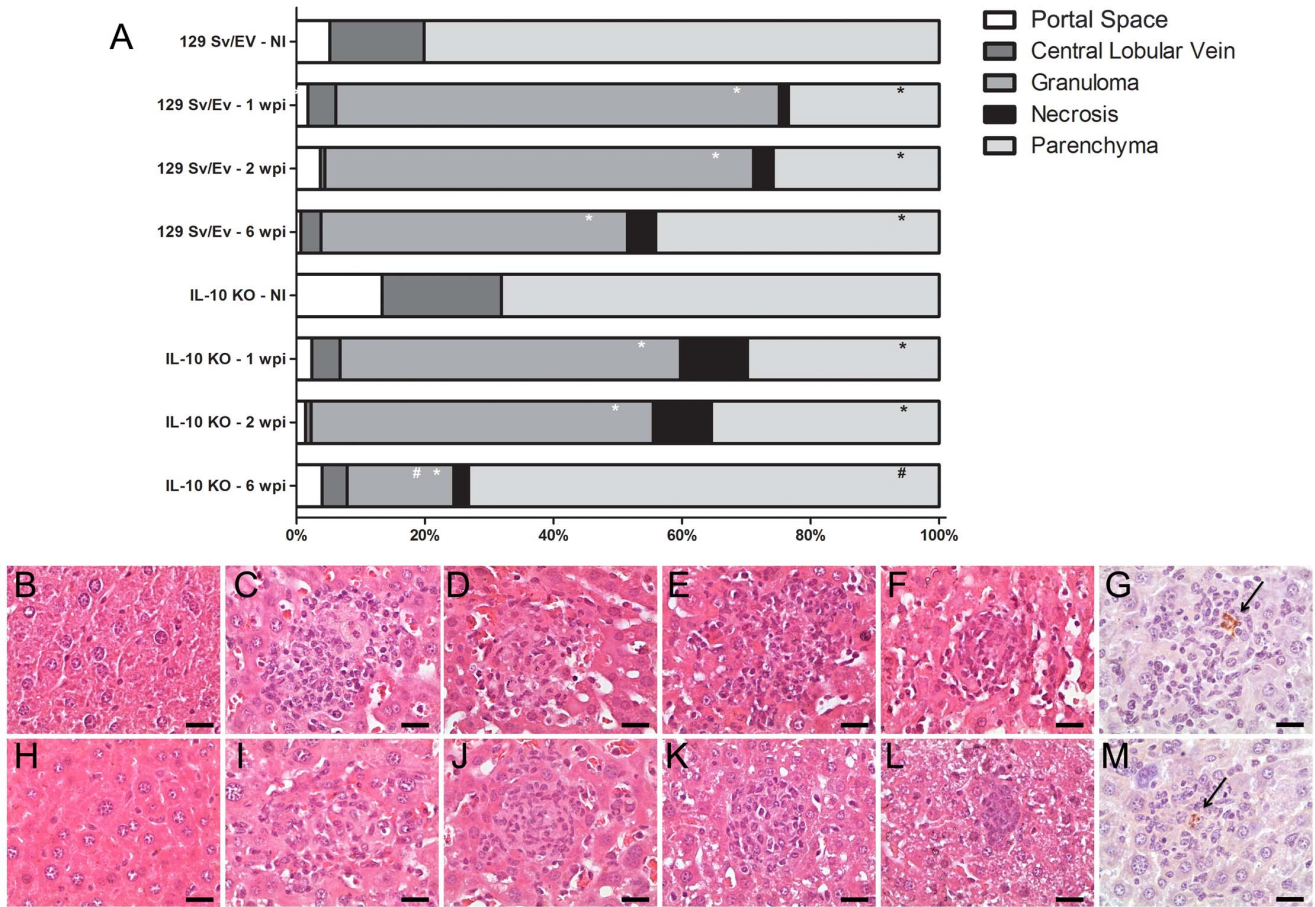 A
129 Sv/EV - NI
129 Sv/Ev - 1 wpi
129 Sv/Ev - 2 wpi
129 Sv/Ev - 6 wpi
IL-10 KO - NI
IL-10 KO - 1 wpi
IL-10 KO - 2 wpi
IL-10 KO - 6 wpi
* *
* *
* *
* *
* *
# * #
0% 20% 40% 60% 80% 100%
Portal Space
Central Lobular Vein
Granuloma
Necrosis
Parenchyma
B C D E F G
H I J K L M